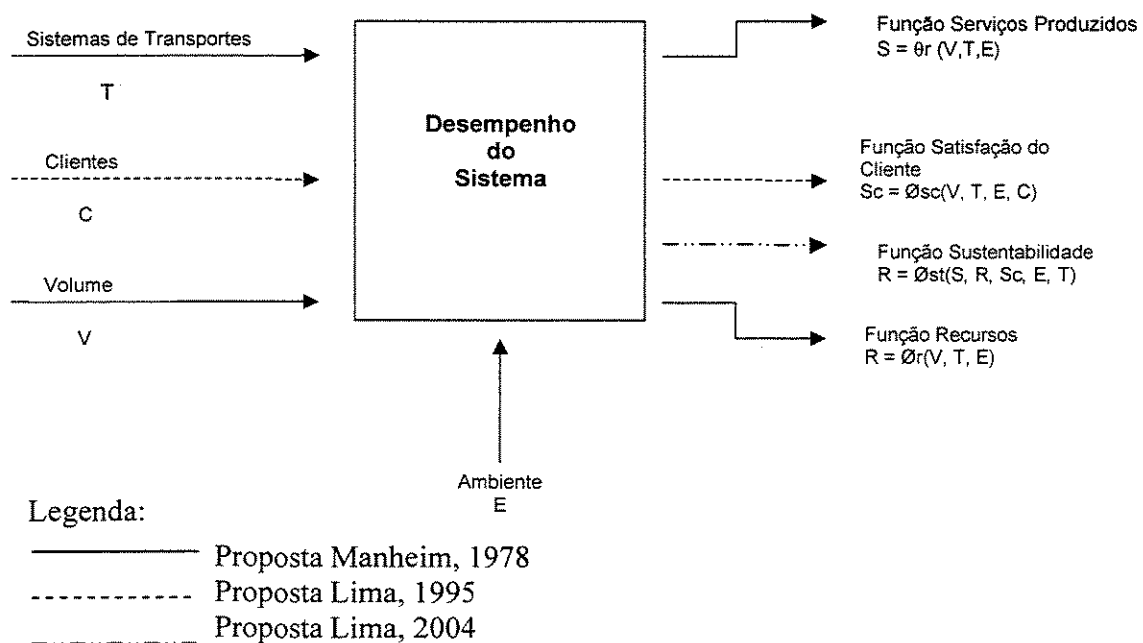 Sistemas de Transportes
T
Clientes
C
Volume
V
Desempenho
do
Sistema
Ambiente
E
Função Serviços Produzidos
S = θr (V,T,E)
Função Satisfação do
Cliente
Sc = Øsc(V, T, E, C)
Função Sustentabilidade
R = Øst(S, R, Sc, E, T)
Função Recursos
R = Ør(V, T, E)
Legenda:
Proposta Manheim, 1978
Proposta Lima, 1995
Proposta Lima, 2004